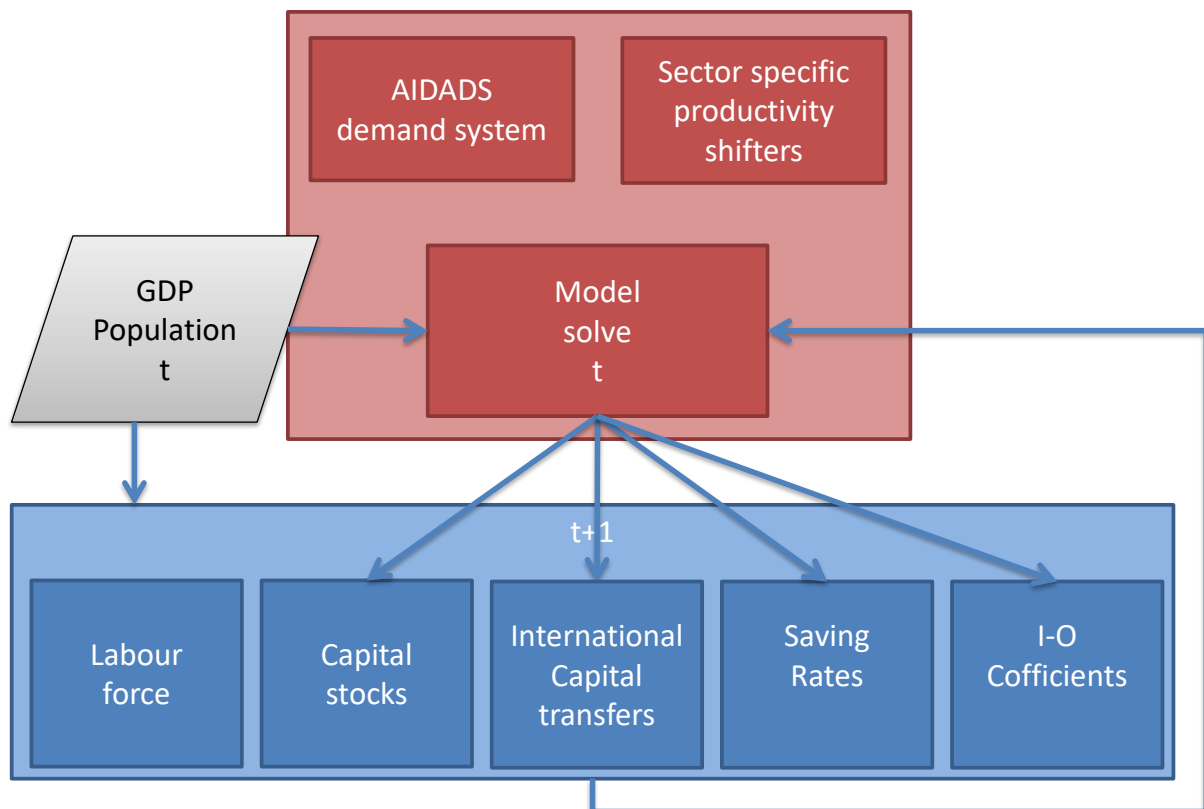 AIDADS
demand system
Sector specific
productivity
shifters
GDP
Population
t
Model
solve
t
t+1
Labour
force
Capital
stocks
International
Capital
transfers
Saving
Rates
I-O
Cofficients